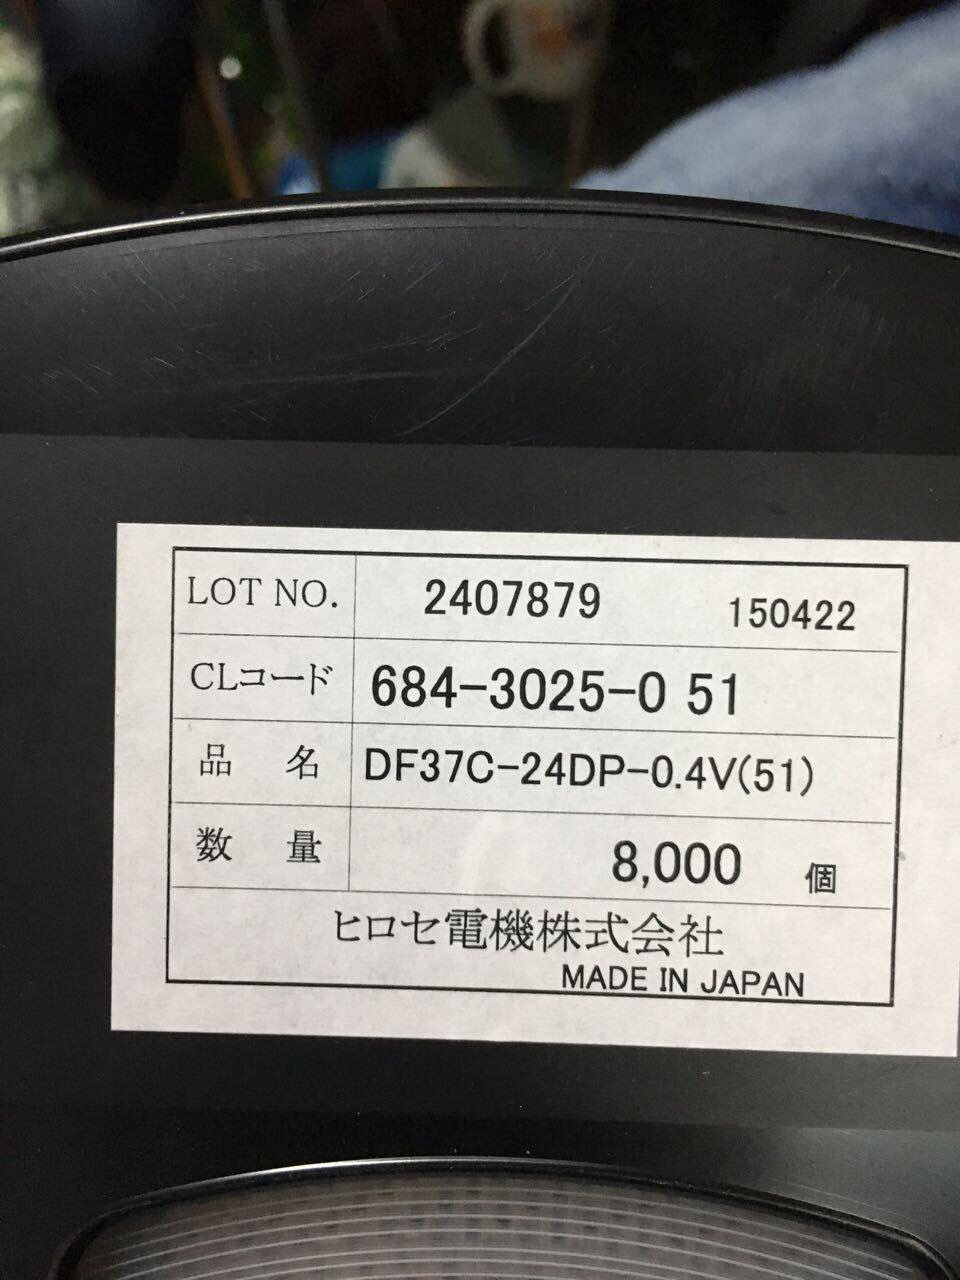 LOT NO. 2407879 150422
CLコード 684-3025-0 51
品名 DF37C-24DP-0.4V(51)
数量 8,000 個
ヒロセ電機株式会社
MADE IN JAPAN